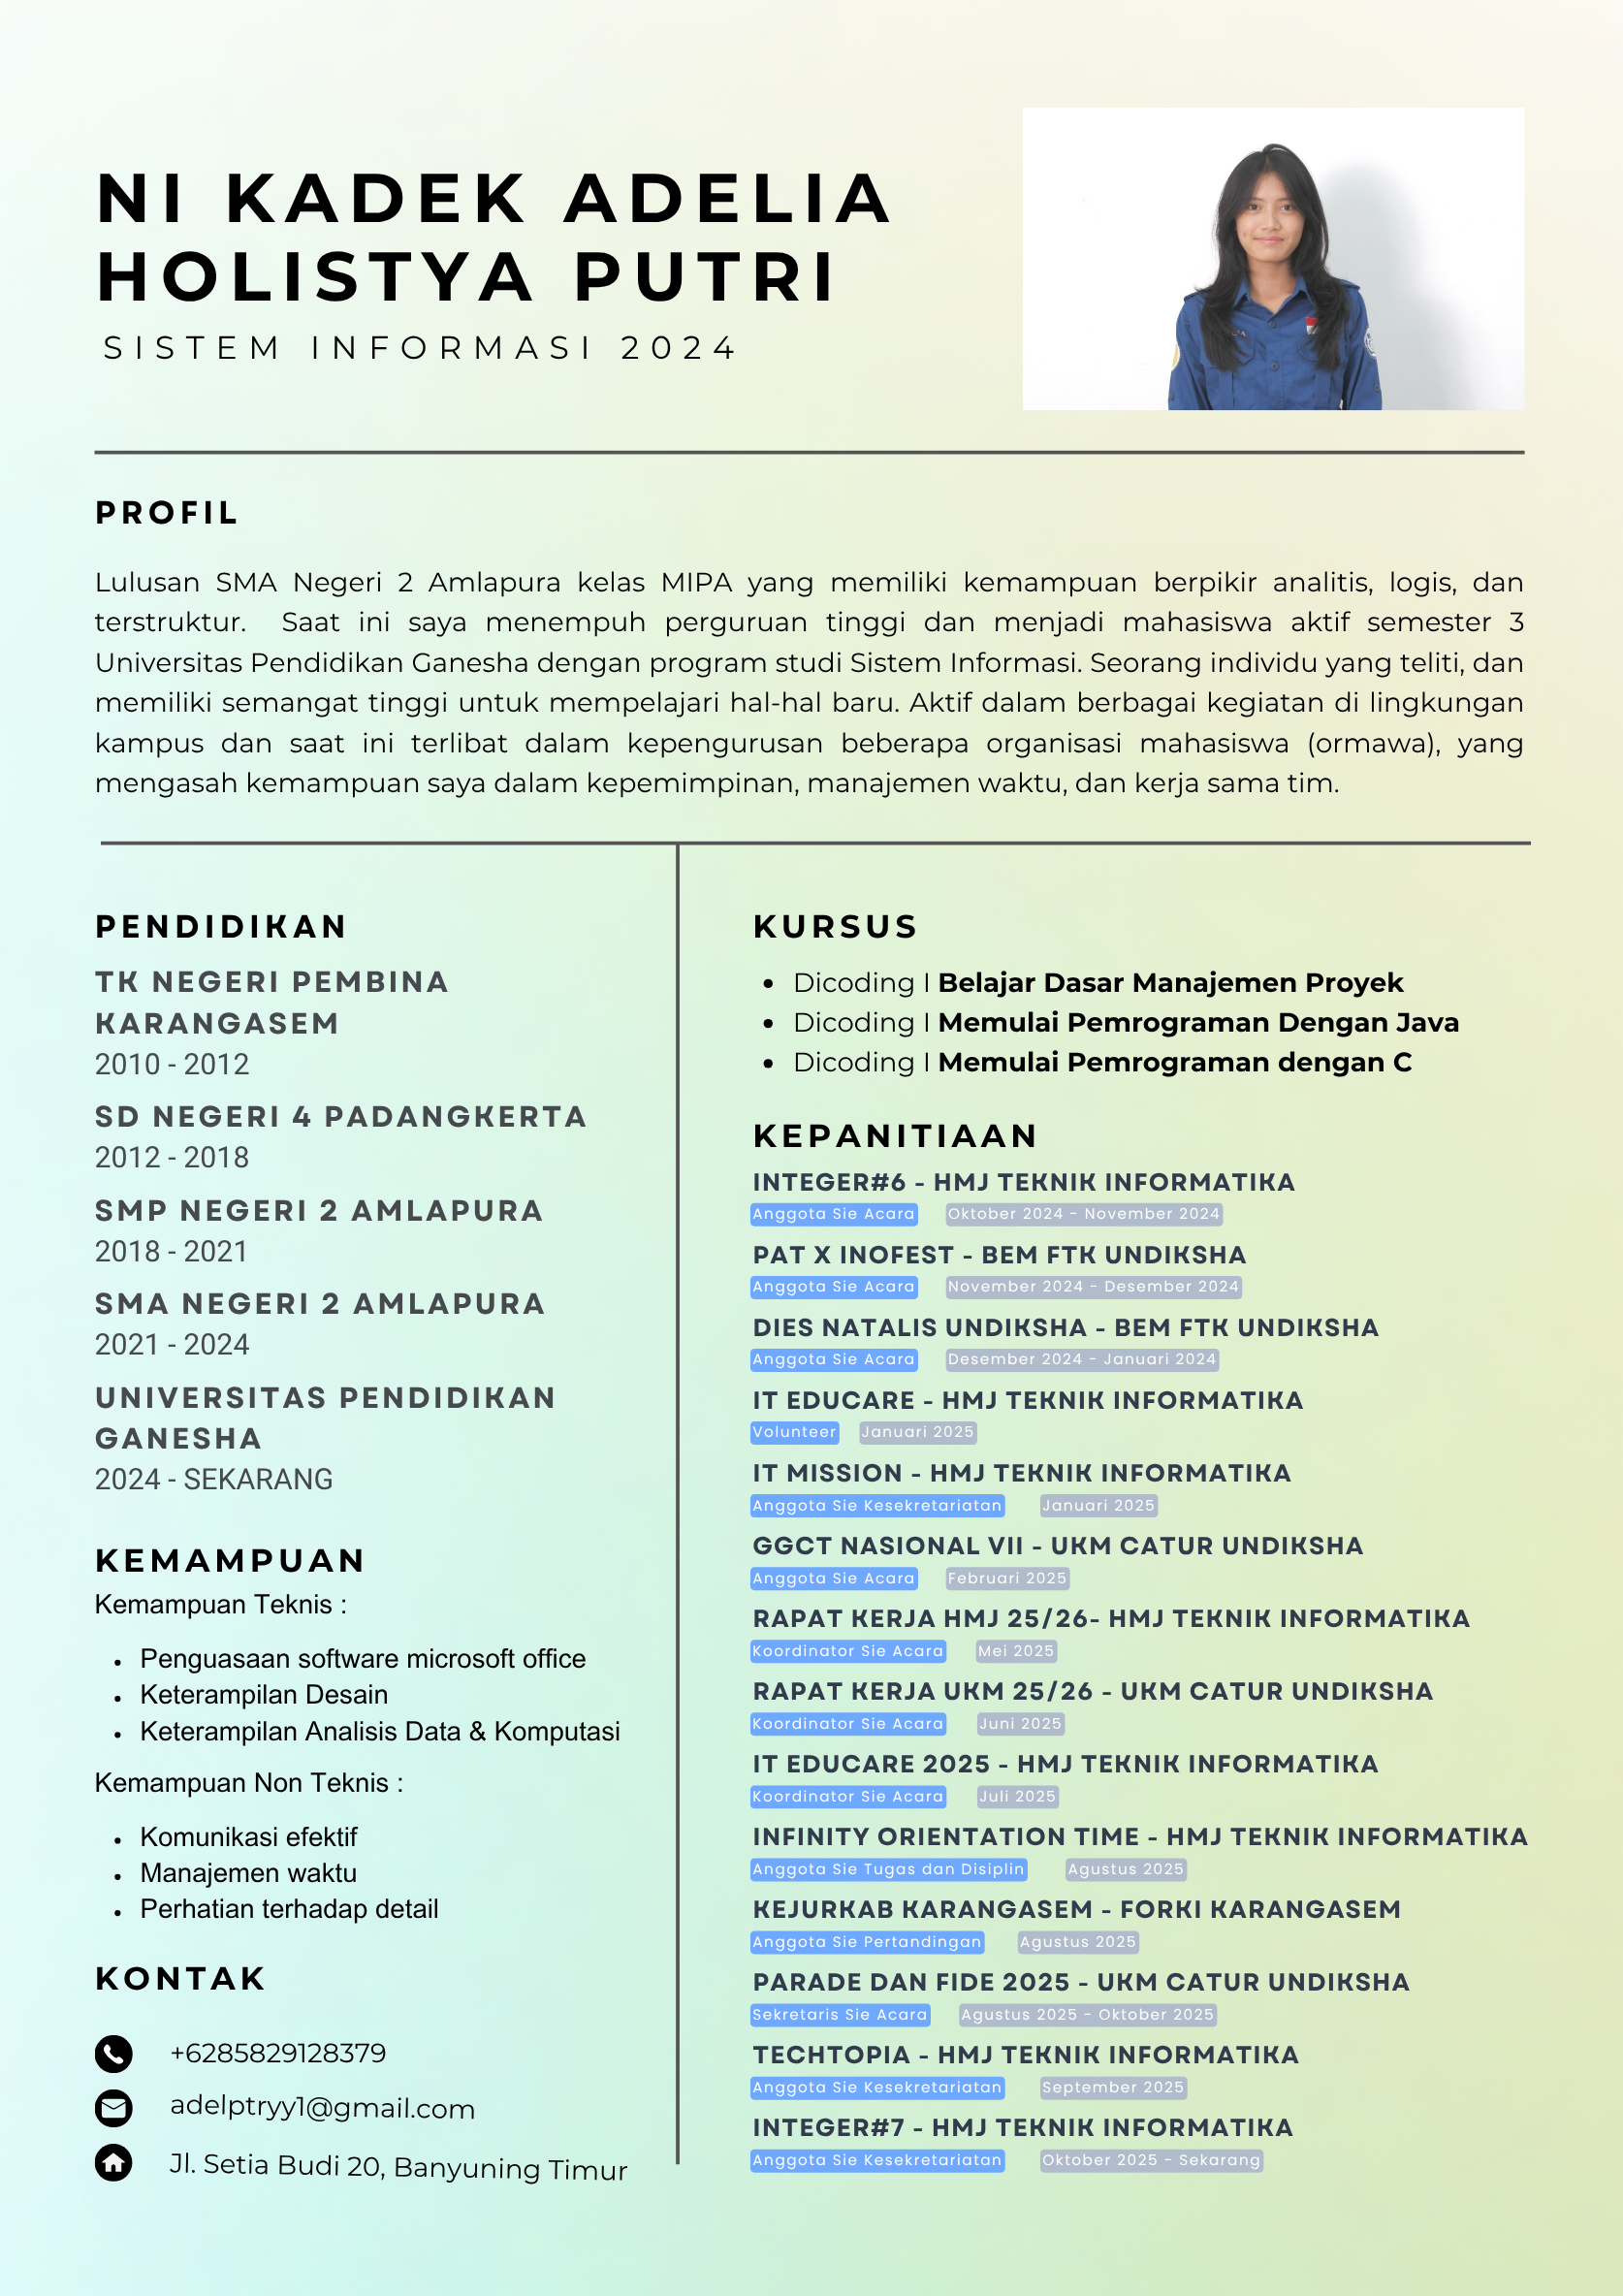 NI KADEK ADELIA
HOLISTYA PUTRI
SISTEM INFORMASI 2024
PROFIL
Lulusan SMA Negeri 2 Amlapura kelas MIPA yang memiliki kemampuan berpikir analitis, logis, dan
terstruktur. Saat ini saya menempuh perguruan tinggi dan menjadi mahasiswa aktif semester 3
Universitas Pendidikan Ganesha dengan program studi Sistem Informasi. Seorang individu yang teliti, dan
memiliki semangat tinggi untuk mempelajari hal-hal baru. Aktif dalam berbagai kegiatan di lingkungan
kampus dan saat ini terlibat dalam kepengurusan beberapa organisasi mahasiswa (ormawa), yang
mengasah kemampuan saya dalam kepemimpinan, manajemen waktu, dan kerja sama tim.
PENDIDIKAN
TK NEGERI PEMBINA
KARANGASEM
2010 - 2012
SD NEGERI 4 PADANGKERTA
2012 - 2018
SMP NEGERI 2 AMLAPURA
2018 - 2021
SMA NEGERI 2 AMLAPURA
2021 - 2024
UNIVERSITAS PENDIDIKAN
GANESHA
2024 - SEKARANG
KEMAMPUAN
Kemampuan Teknis :
• Penguasaan software microsoft office
• Keterampilan Desain
• Keterampilan Analisis Data & Komputasi
Kemampuan Non Teknis :
• Komunikasi efektif
• Manajemen waktu
• Perhatian terhadap detail
KONTAK
+6285829128379
adelptryy1@gmail.com
Jl. Setia Budi 20, Banyuning Timur
KURSUS
• Dicoding I Belajar Dasar Manajemen Proyek
• Dicoding I Memulai Pemrograman Dengan Java
• Dicoding I Memulai Pemrograman dengan C
KEPANITIAAN
INTEGER#6 - HMJ TEKNIK INFORMATIKA
Anggota Sie Acara Oktober 2024 - November 2024
PAT X INOFEST - BEM FTK UNDIKSHA
Anggota Sie Acara November 2024 - Desember 2024
DIES NATALIS UNDIKSHA - BEM FTK UNDIKSHA
Anggota Sie Acara Desember 2024 - Januari 2024
IT EDUCARE - HMJ TEKNIK INFORMATIKA
Volunteer Januari 2025
IT MISSION - HMJ TEKNIK INFORMATIKA
Anggota Sie Kesekretariatan Januari 2025
GGCT NASIONAL VII - UKM CATUR UNDIKSHA
Anggota Sie Acara Februari 2025
RAPAT KERJA HMJ 25/26- HMJ TEKNIK INFORMATIKA
Koordinator Sie Acara Mei 2025
RAPAT KERJA UKM 25/26 - UKM CATUR UNDIKSHA
Koordinator Sie Acara Juni 2025
IT EDUCARE 2025 - HMJ TEKNIK INFORMATIKA
Koordinator Sie Acara Juli 2025
INFINITY ORIENTATION TIME - HMJ TEKNIK INFORMATIKA
Anggota Sie Tugas dan Disiplin Agustus 2025
KEJURKAB KARANGASEM - FORKI KARANGASEM
Anggota Sie Pertandingan Agustus 2025
PARADE DAN FIDE 2025 - UKM CATUR UNDIKSHA
Sekretaris Sie Acara Agustus 2025 - Oktober 2025
TECHTOPIA - HMJ TEKNIK INFORMATIKA
Anggota Sie Kesekretariatan September 2025
INTEGER#7 - HMJ TEKNIK INFORMATIKA
Anggota Sie Kesekretariatan Oktober 2025 - Sekarang